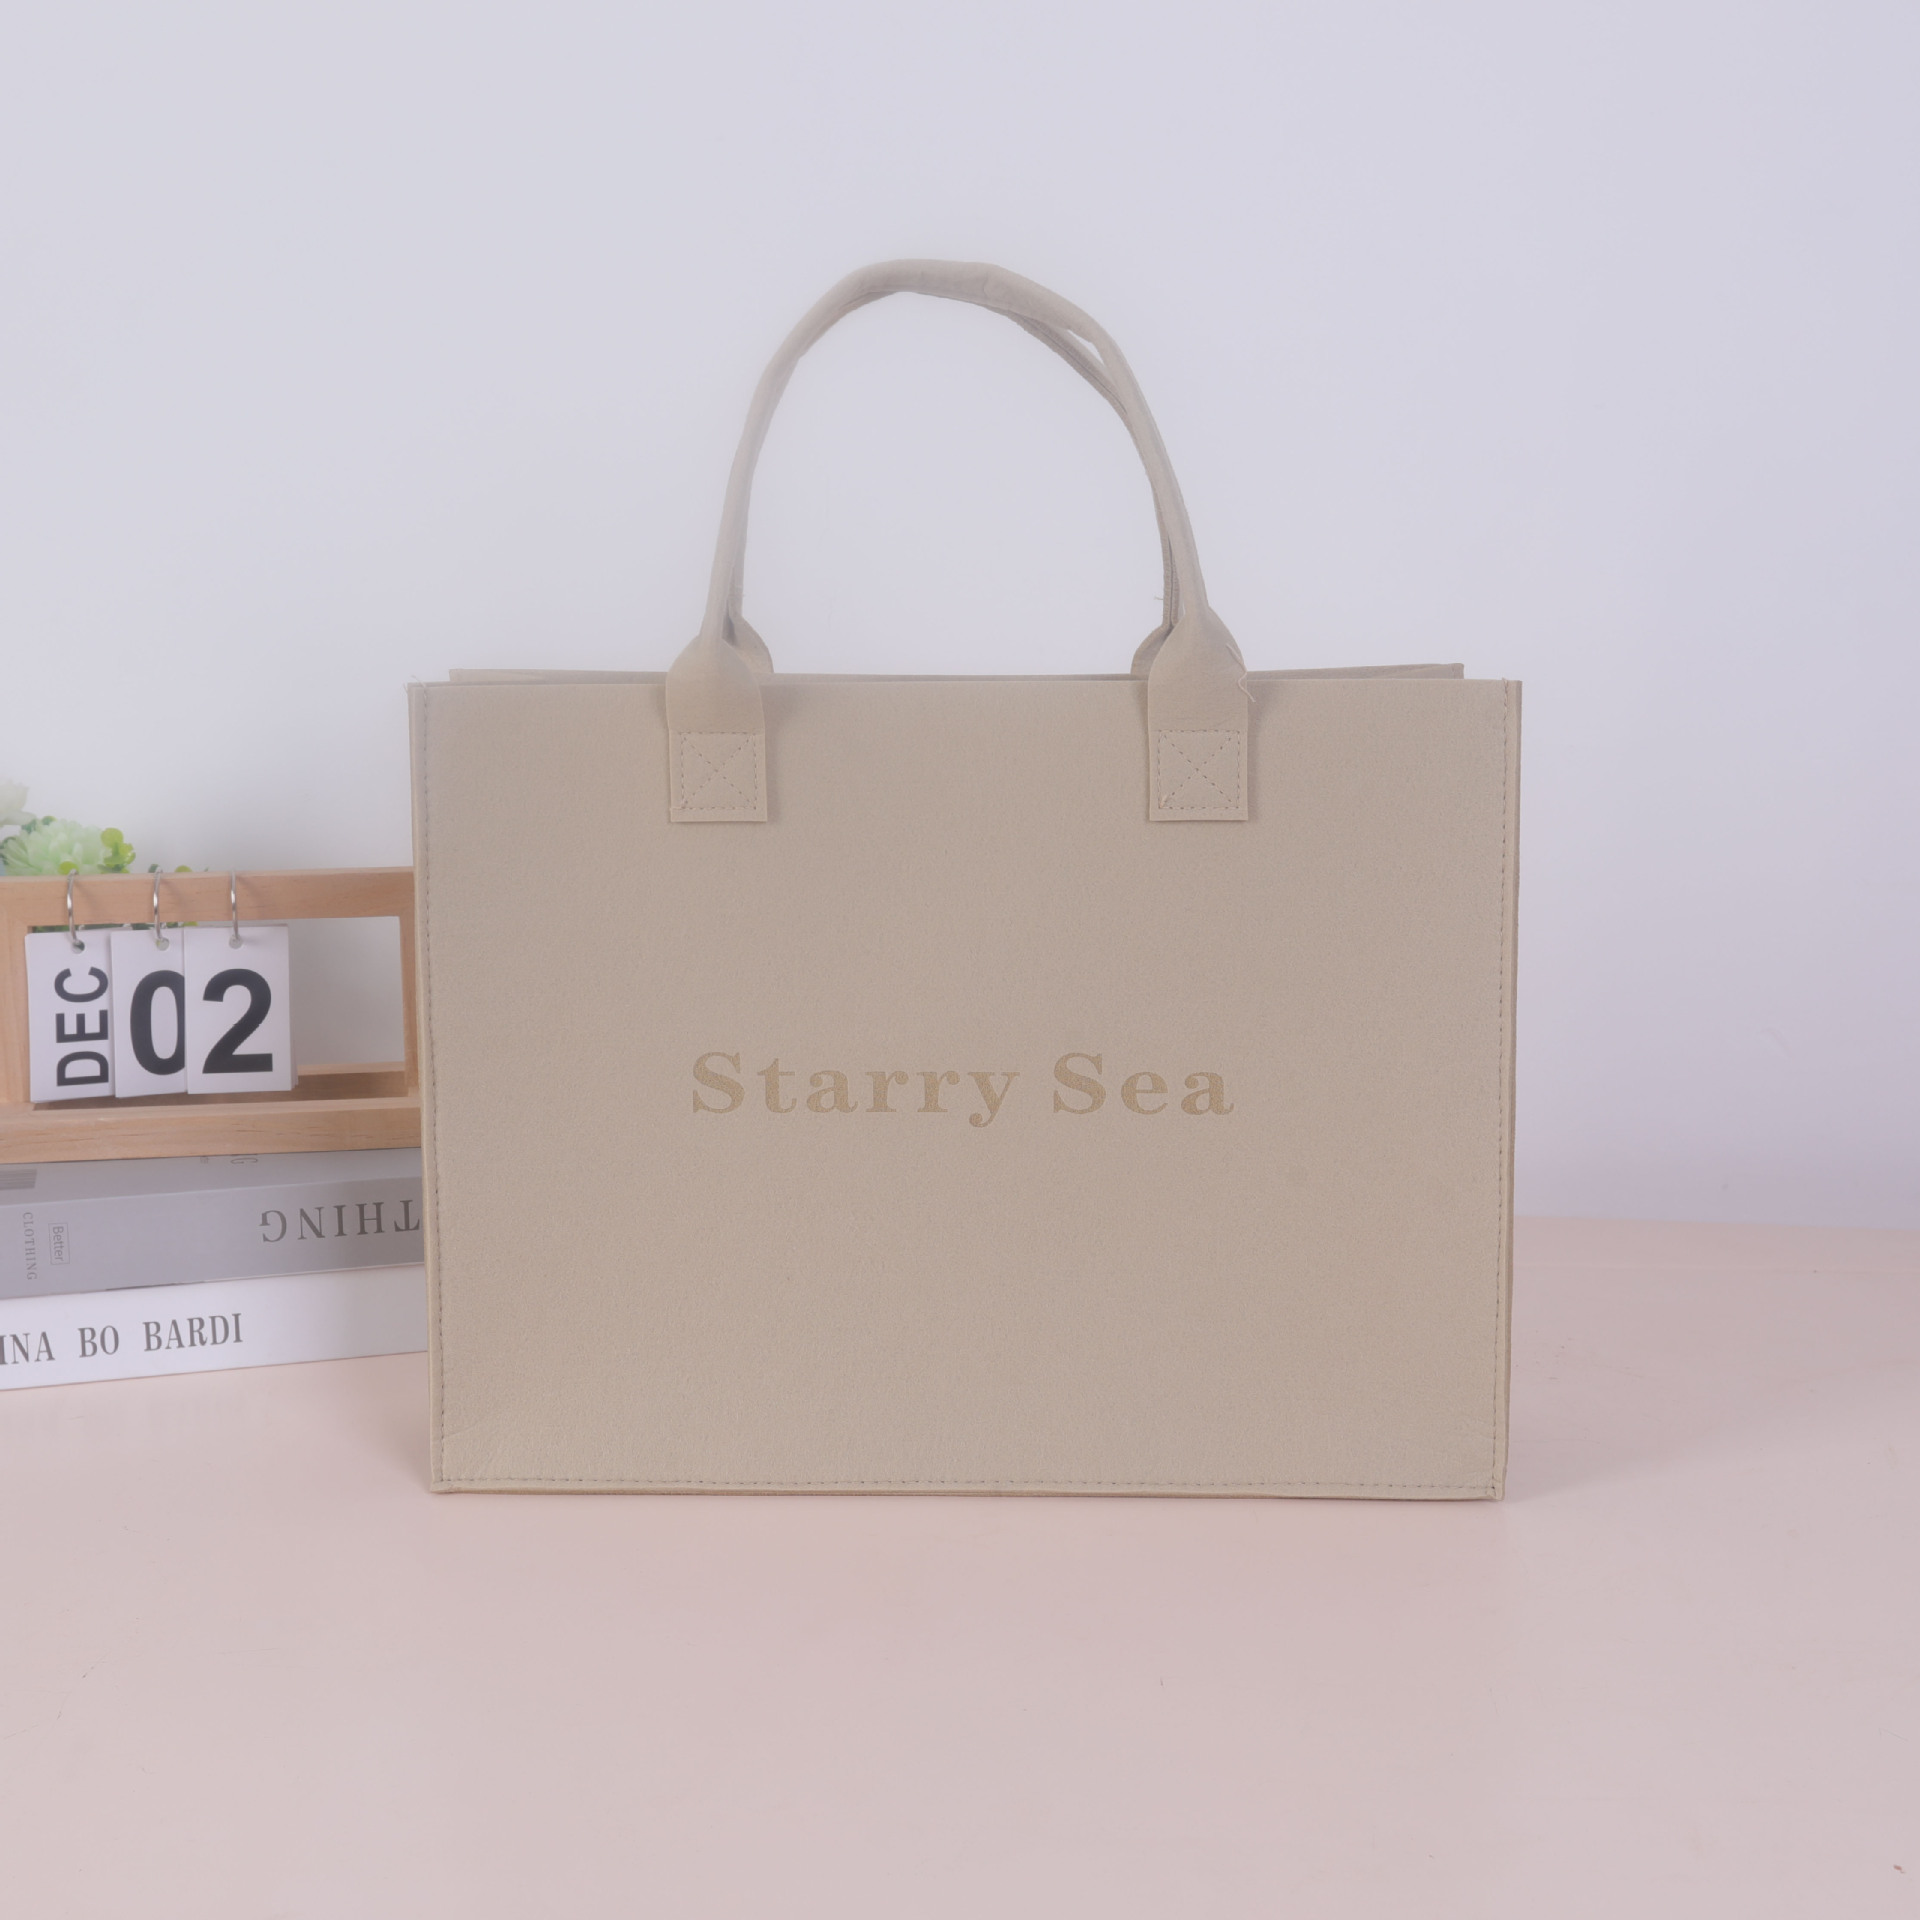 Starry Sea
DEC 02
THING
Better
CLOTHING
INA BO BARDI